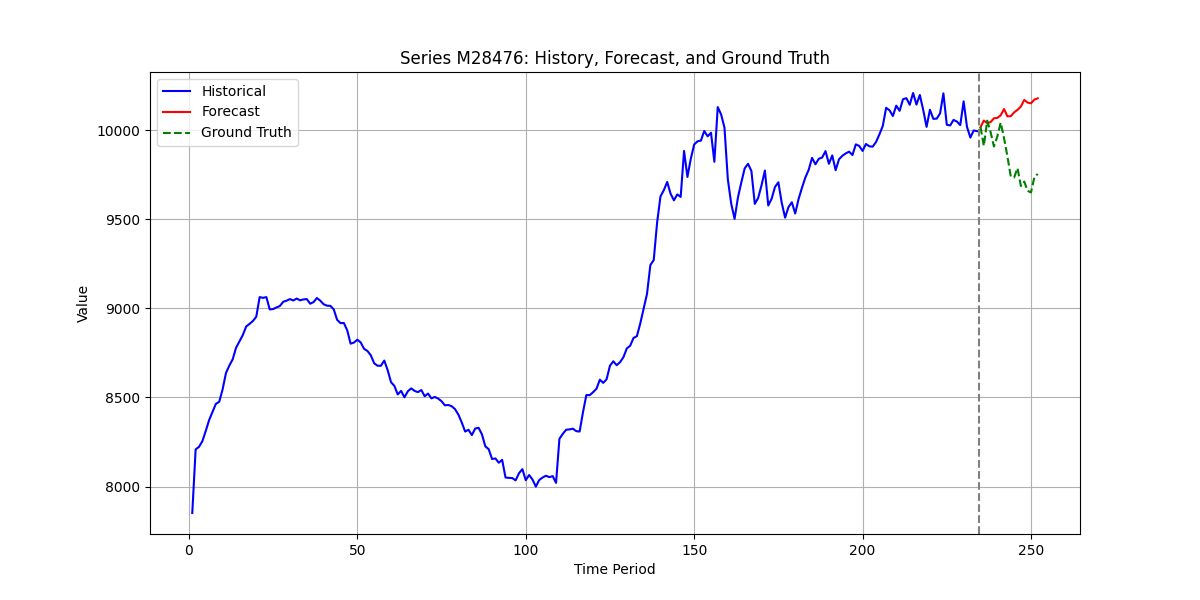 Series M28476: History, Forecast, and Ground Truth
Historical
Forecast
Ground Truth
10000
9500
9000
8500
8000
Value
0
50
100
150
200
250
Time Period